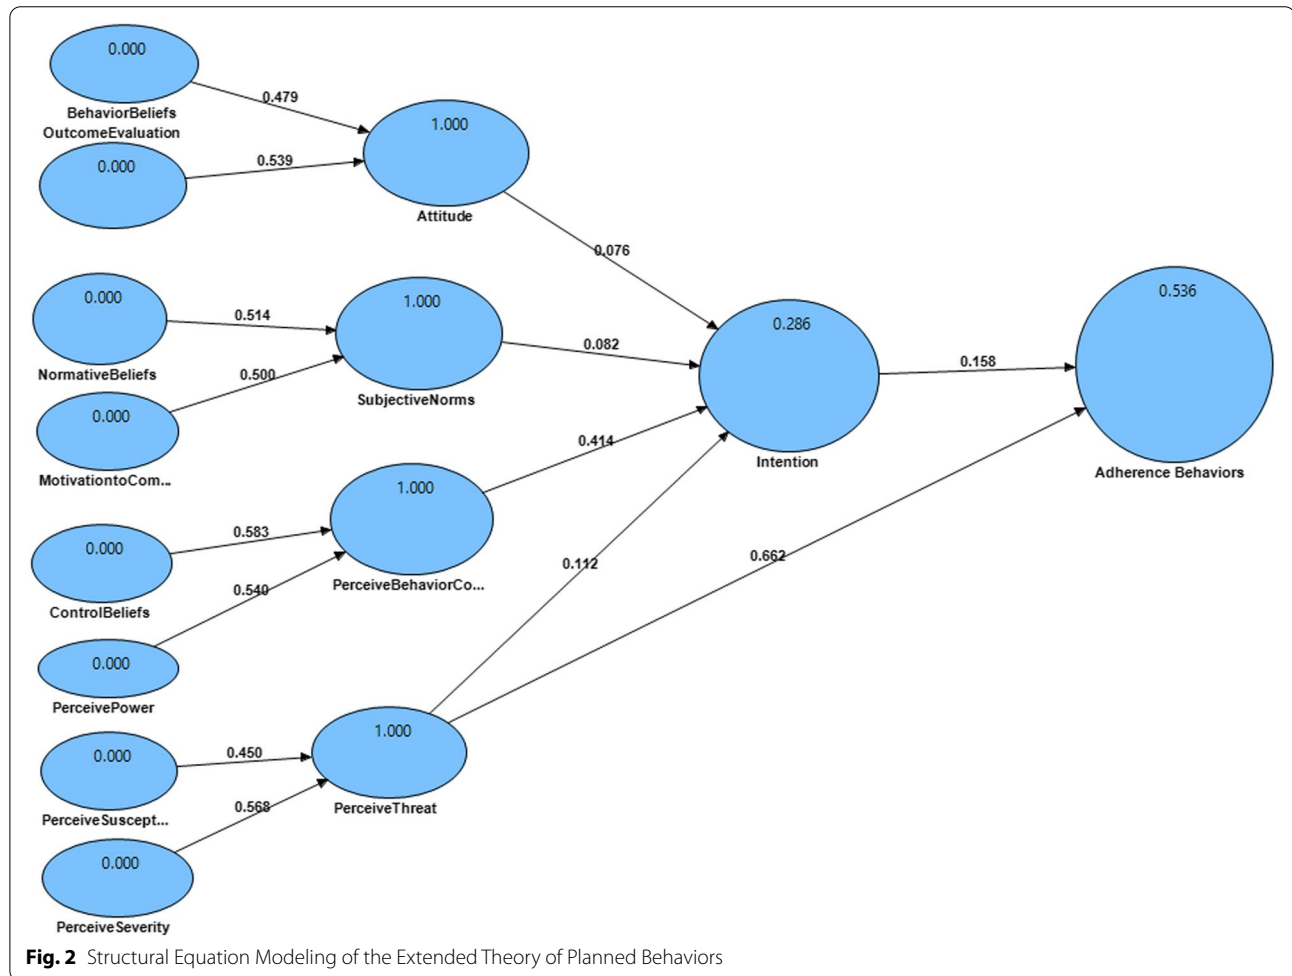 0.000
BehaviorBeliefs
0.479
OutcomeEvaluation
0.000
0.539
1.000
Attitude
0.076
0.000
NormativeBeliefs
0.514
0.000
MotivationtoCom...
0.500
1.000
SubjectiveNorms
0.082
0.000
ControlBeliefs
0.583
0.000
PerceivePower
0.540
1.000
PerceiveBehaviorCo...
0.414
0.000
PerceiveSuscept...
0.450
0.000
PerceiveSeverity
0.568
1.000
PerceiveThreat
0.112
0.662
0.286
Intention
0.158
0.536
Adherence Behaviors
Fig. 2 Structural Equation Modeling of the Extended Theory of Planned Behaviors